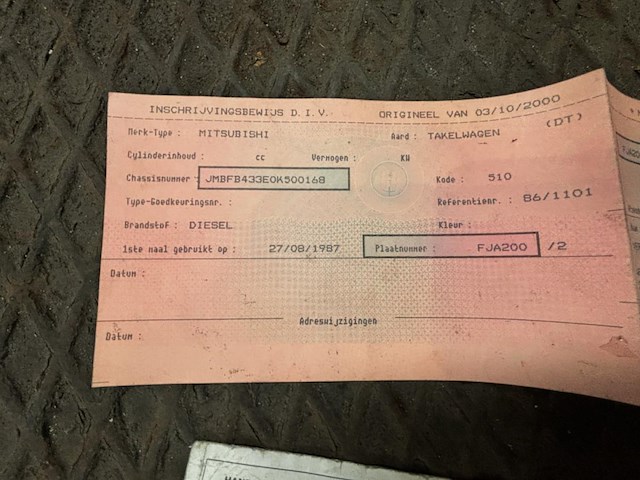 INSCHRIJVINGSBEWIJS D.I.V. ORIGINEEL VAN 03/10/2000
(DT)
Merk-Type : MITSUBISHI Aard : TAKELWAGEN
Cylinderinhoud : cc Vermogen : KW
Chassisnummer : JMBFB433E0K500168 Kode : 510
Type-Goedkeuringsnr. : Referentienr. : 86/1101
Brandstof : DIESEL Kleur :
1ste maal gebruikt op : 27/08/1987 Plaatnummer : FJA200 /2
Datum :
Adreswijzigingen
Datum :